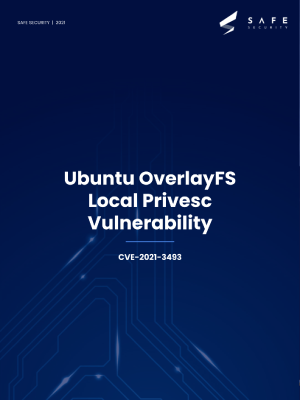 SAFE SECURITY | 2021
SAFE
SECURITY
Ubuntu OverlayFS
Local Privesc
Vulnerability
CVE-2021-3493